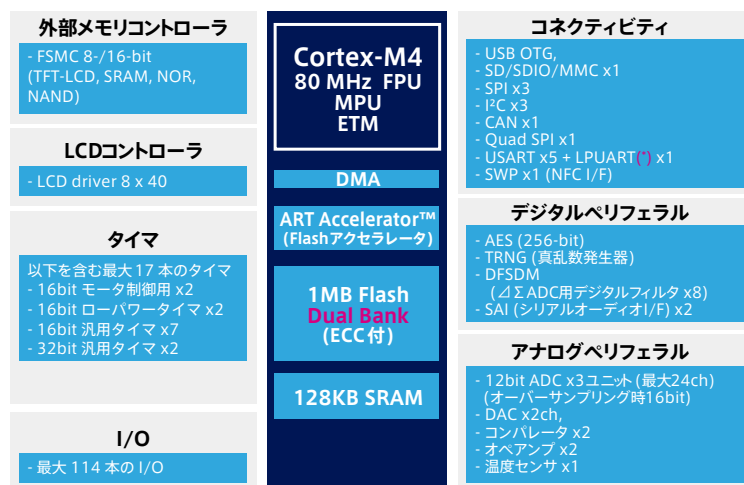 外部メモリコントローラ
- FSMC 8-/16-bit
(TFT-LCD, SRAM, NOR,
NAND)
LCDコントローラ
- LCD driver 8 x 40
タイマ
以下を含む最大 17 本のタイマ
- 16bit モータ制御用 x2
- 16bit ローパワータイマ x2
- 16bit 汎用タイマ x7
- 32bit 汎用タイマ x2
I/O
- 最大 114 本の I/O
Cortex-M4
80 MHz FPU
MPU
ETM
DMA
ART Accelerator™
(Flashアクセラレータ)
1MB Flash
Dual Bank
(ECC付)
128KB SRAM
コネクティビティ
- USB OTG,
- SD/SDIO/MMC x1
- SPI x3
- I²C x3
- CAN x1
- Quad SPI x1
- USART x5 + LPUART(*) x1
- SWP x1 (NFC I/F)
デジタルペリフェラル
- AES (256-bit)
- TRNG (真乱数発生器)
- DFSDM
(⊿ΣADC用デジタルフィルタ x8)
- SAI (シリアルオーディオI/F) x2
アナログペリフェラル
- 12bit ADC x3ユニット (最大24ch)
(オーバーサンプリング時16bit)
- DAC x2ch,
- コンパレータ x2
- オペアンプ x2
- 温度センサ x1